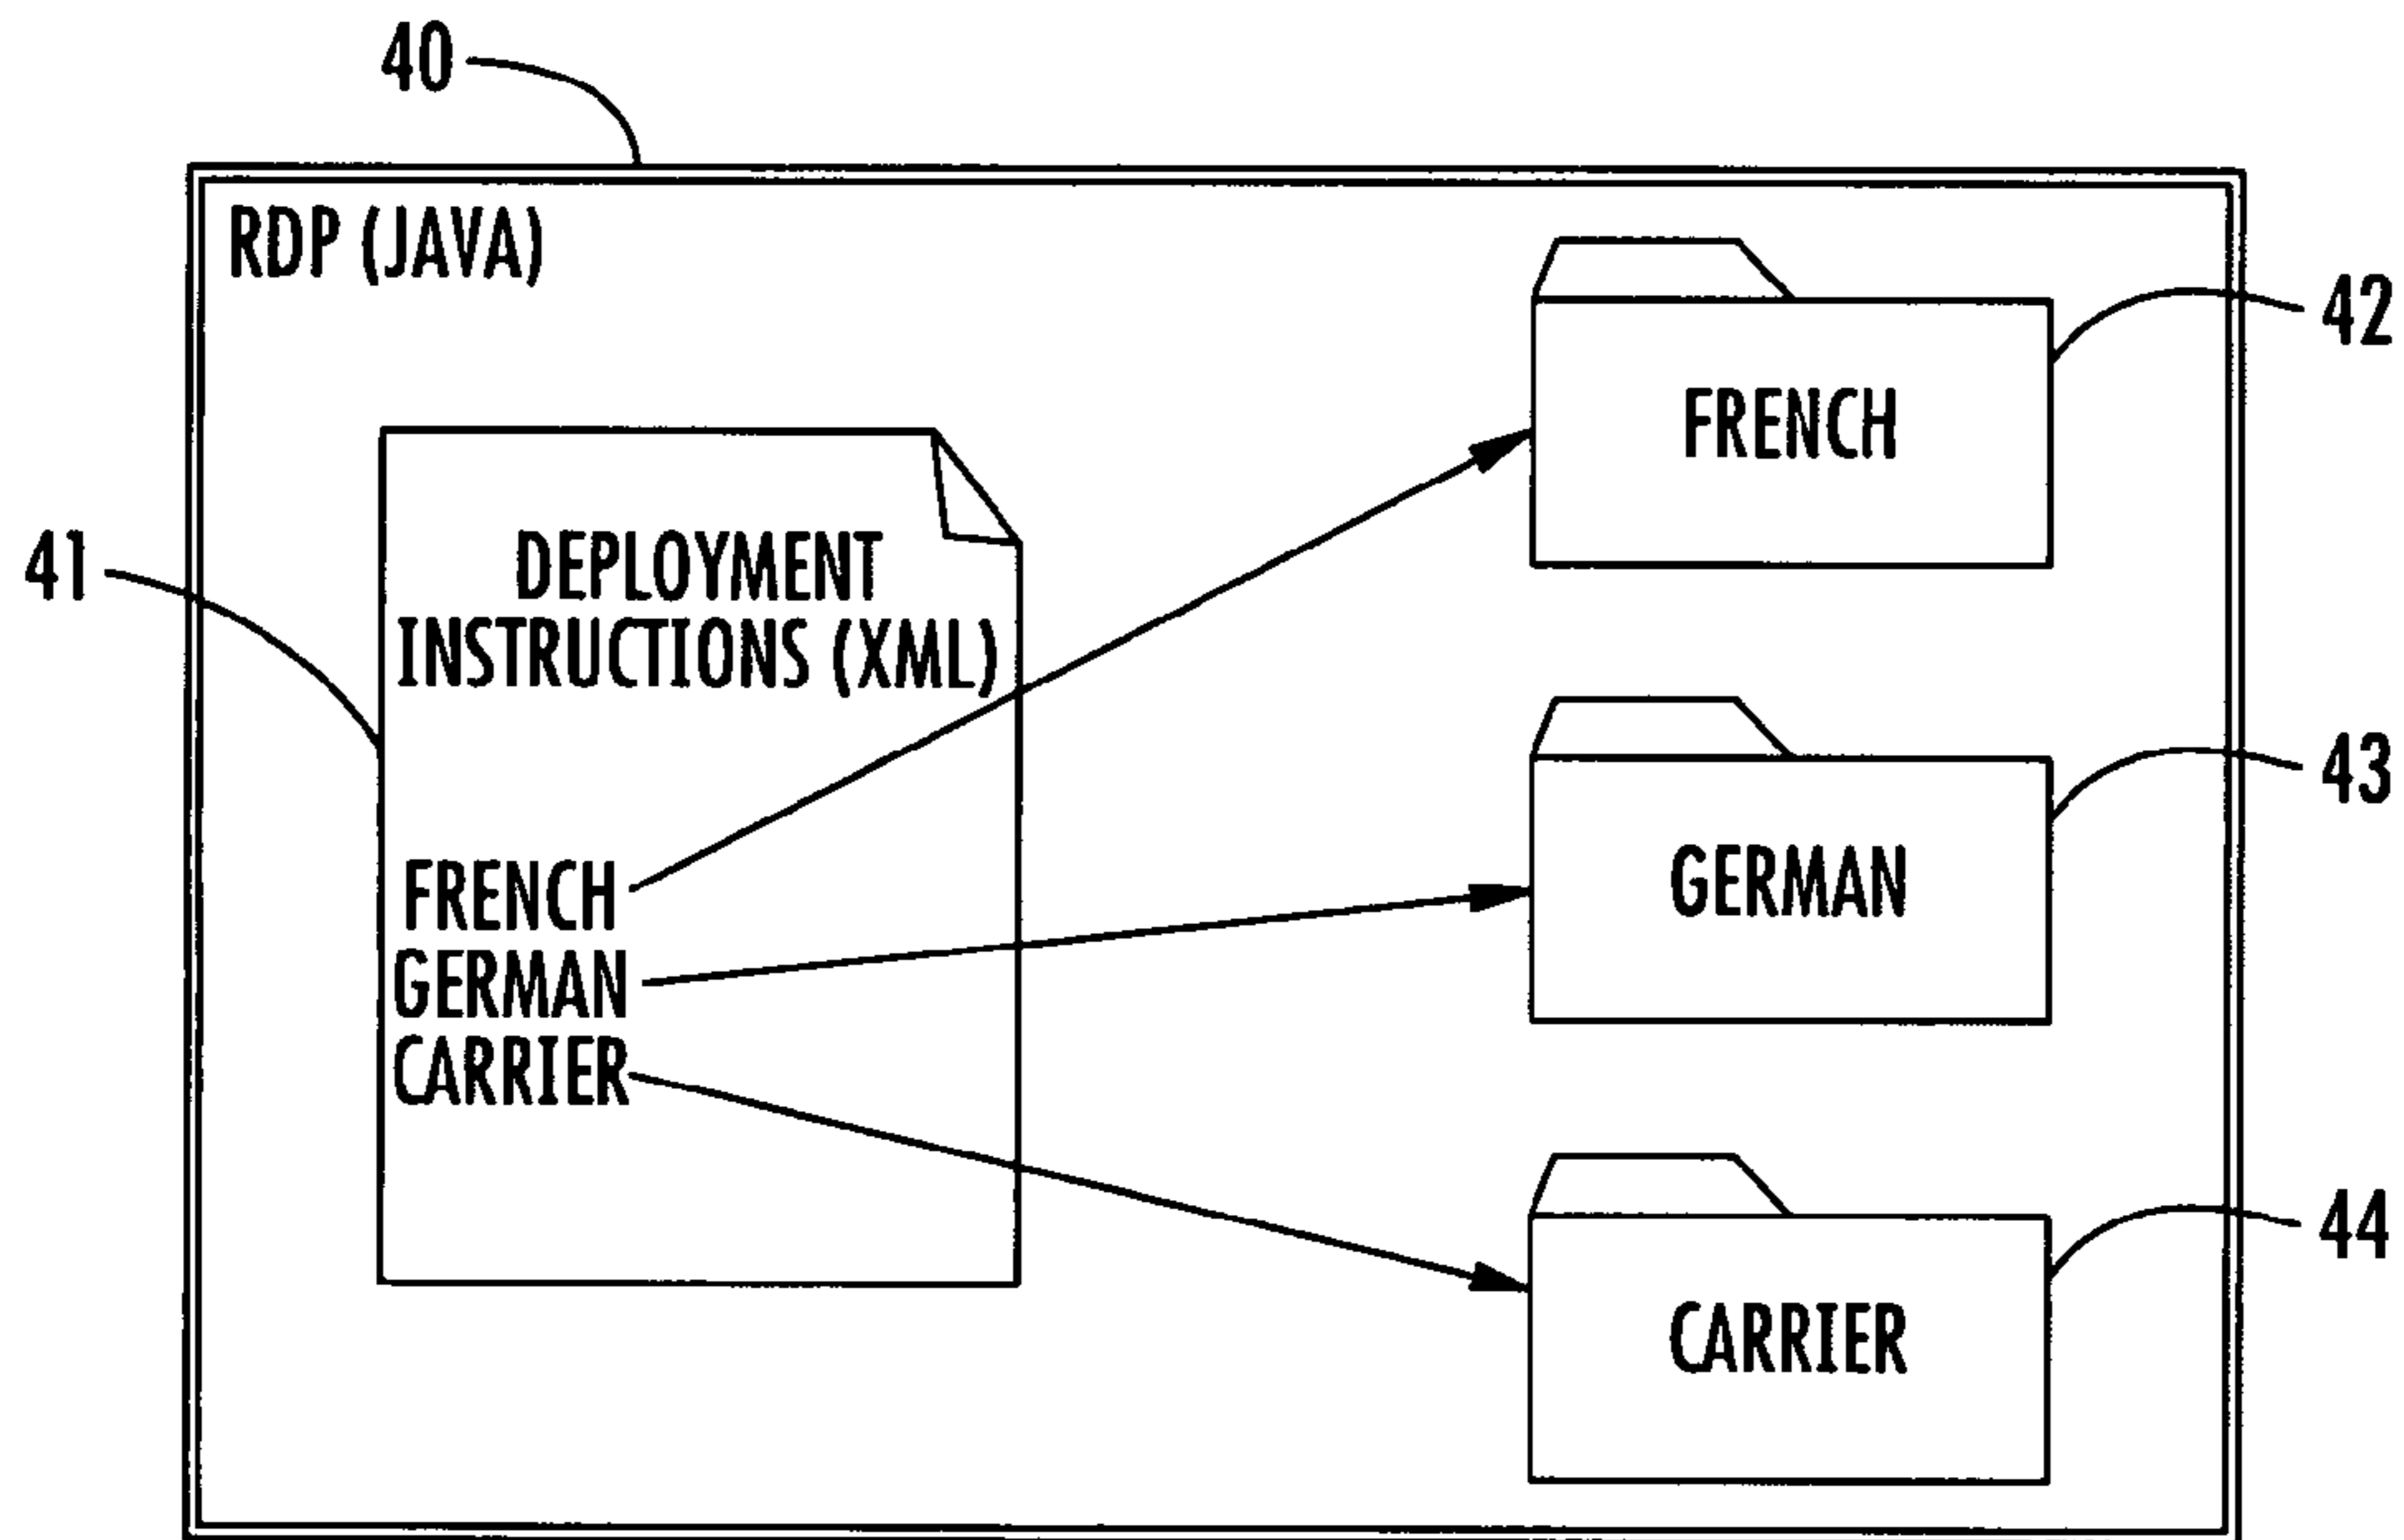 40
RDP (JAVA)
42
FRENCH
41
DEPLOYMENT
INSTRUCTIONS (XML)
43
GERMAN
FRENCH
GERMAN
CARRIER
44
CARRIER